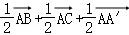 1/2 AB→ + 1/2 AC→ + 1/2 AA′→